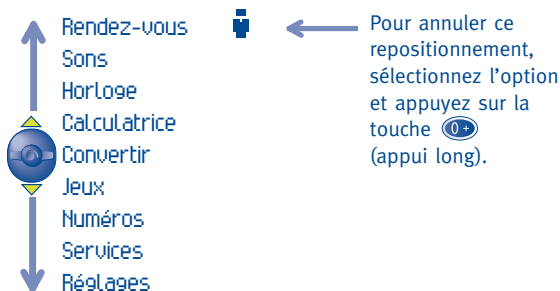 Rendez-vous
Sons
Horloge
Calculatrice
Convertir
Jeux
Numéros
Services
Réglages
Pour annuler ce
repositionnement,
sélectionnez l'option
et appuyez sur la
touche 0+
(appui long).